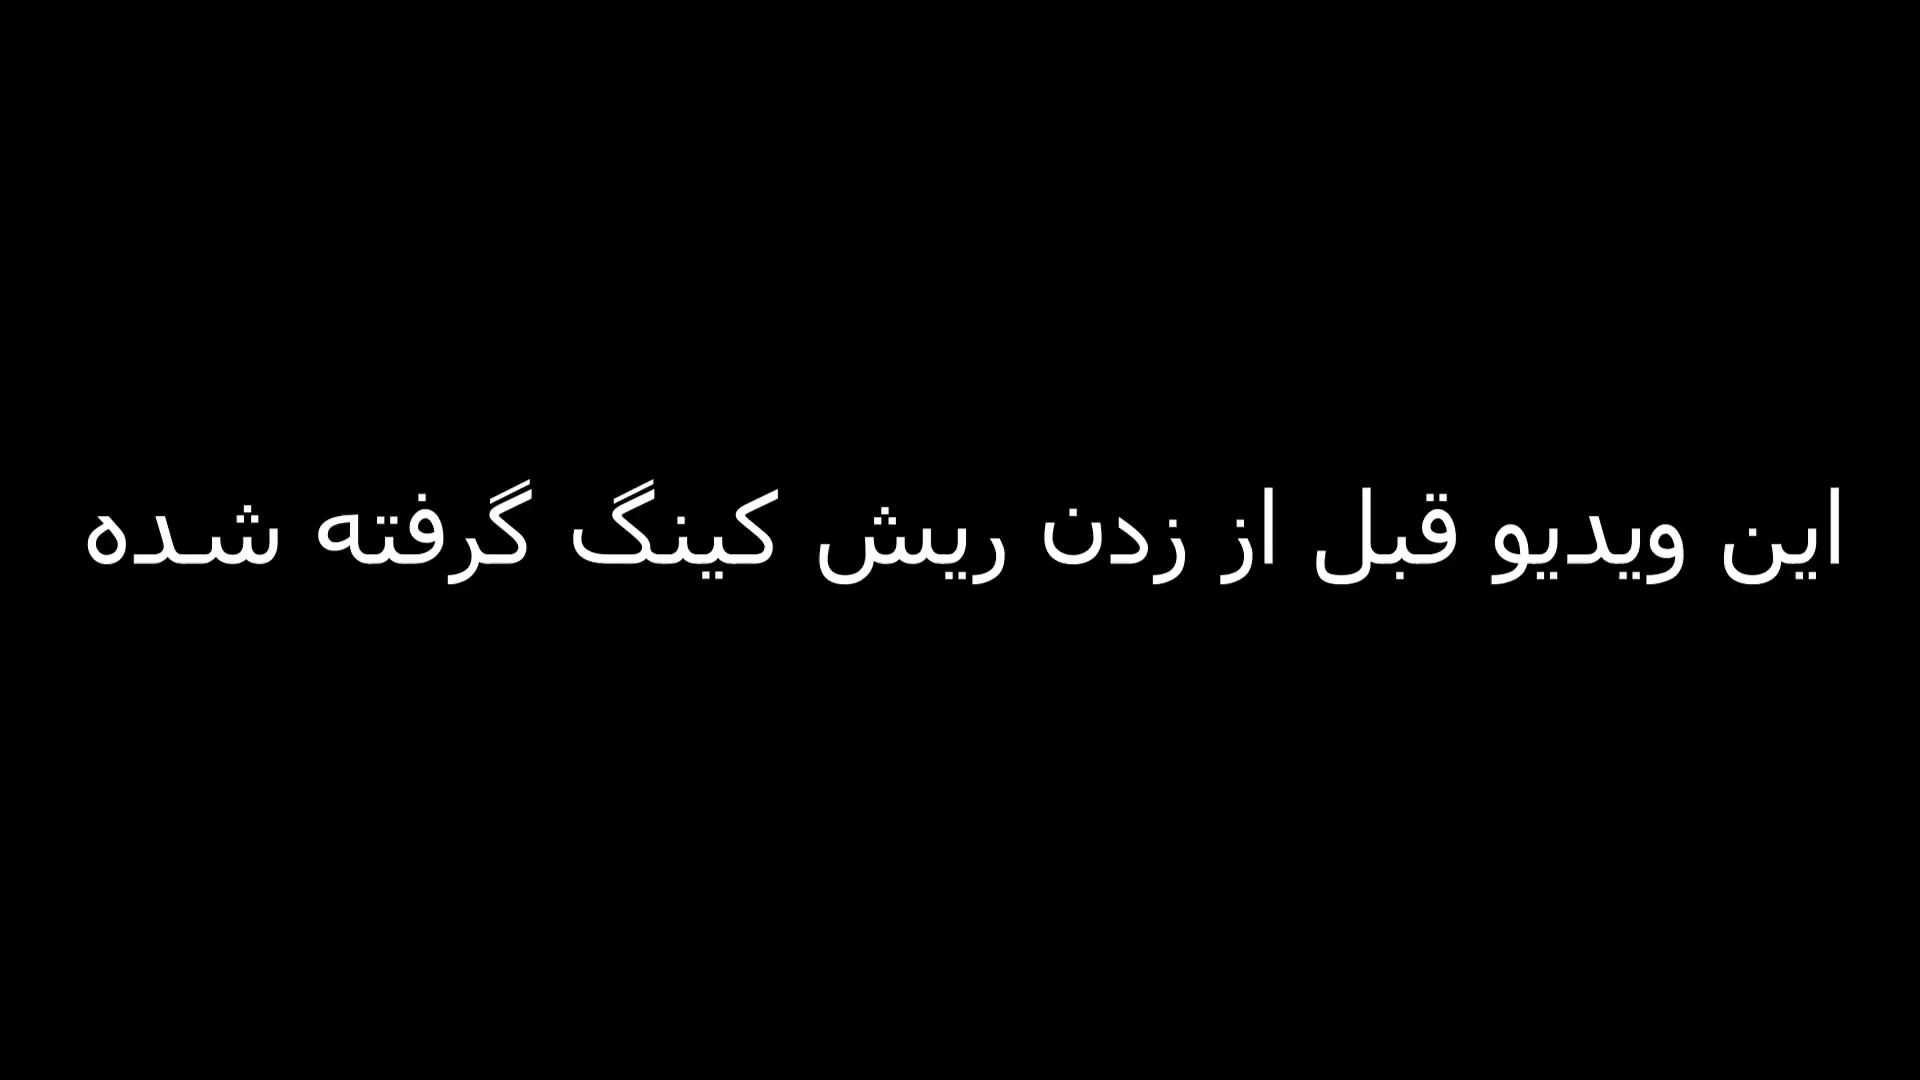 این ویدیو قبل از زدن ریش کینگ گرفته شده